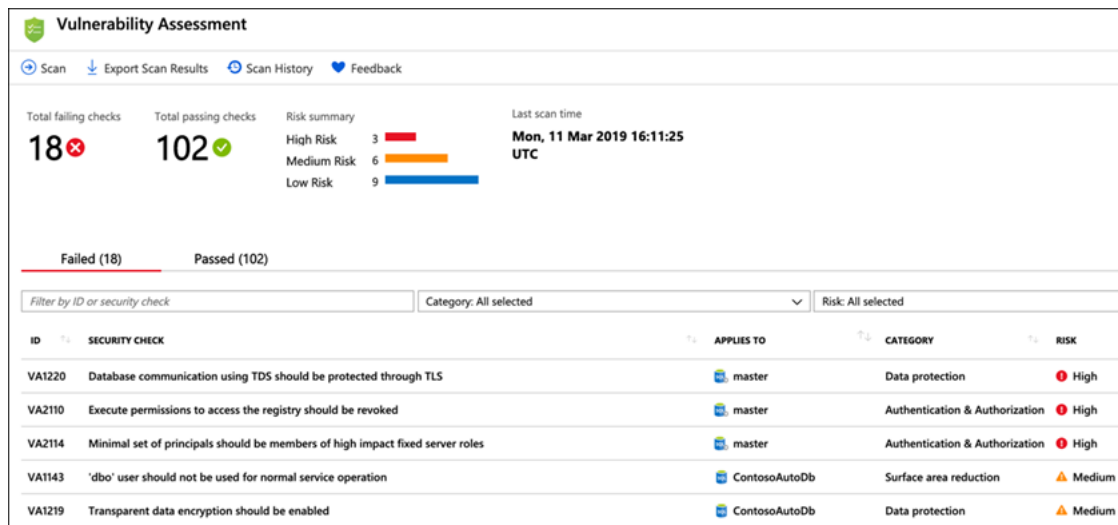 Vulnerability Assessment
Scan Export Scan Results Scan History Feedback
Total failing checks Total passing checks Risk summary Last scan time
18 102 High Risk 3 Mon, 11 Mar 2019 16:11:25
Medium Risk 6 UTC
Low Risk 9
Failed (18) Passed (102)
Filter by ID or security check Category: All selected Risk: All selected
ID SECURITY CHECK APPLIES TO CATEGORY RISK
VA1220 Database communication using TDS should be protected through TLS master Data protection High
VA2110 Execute permissions to access the registry should be revoked master Authentication & Authorization High
VA2114 Minimal set of principals should be members of high impact fixed server roles master Authentication & Authorization High
VA1143 'dbo' user should not be used for normal service operation ContosoAutoDb Surface area reduction Medium
VA1219 Transparent data encryption should be enabled ContosoAutoDb Data protection Medium